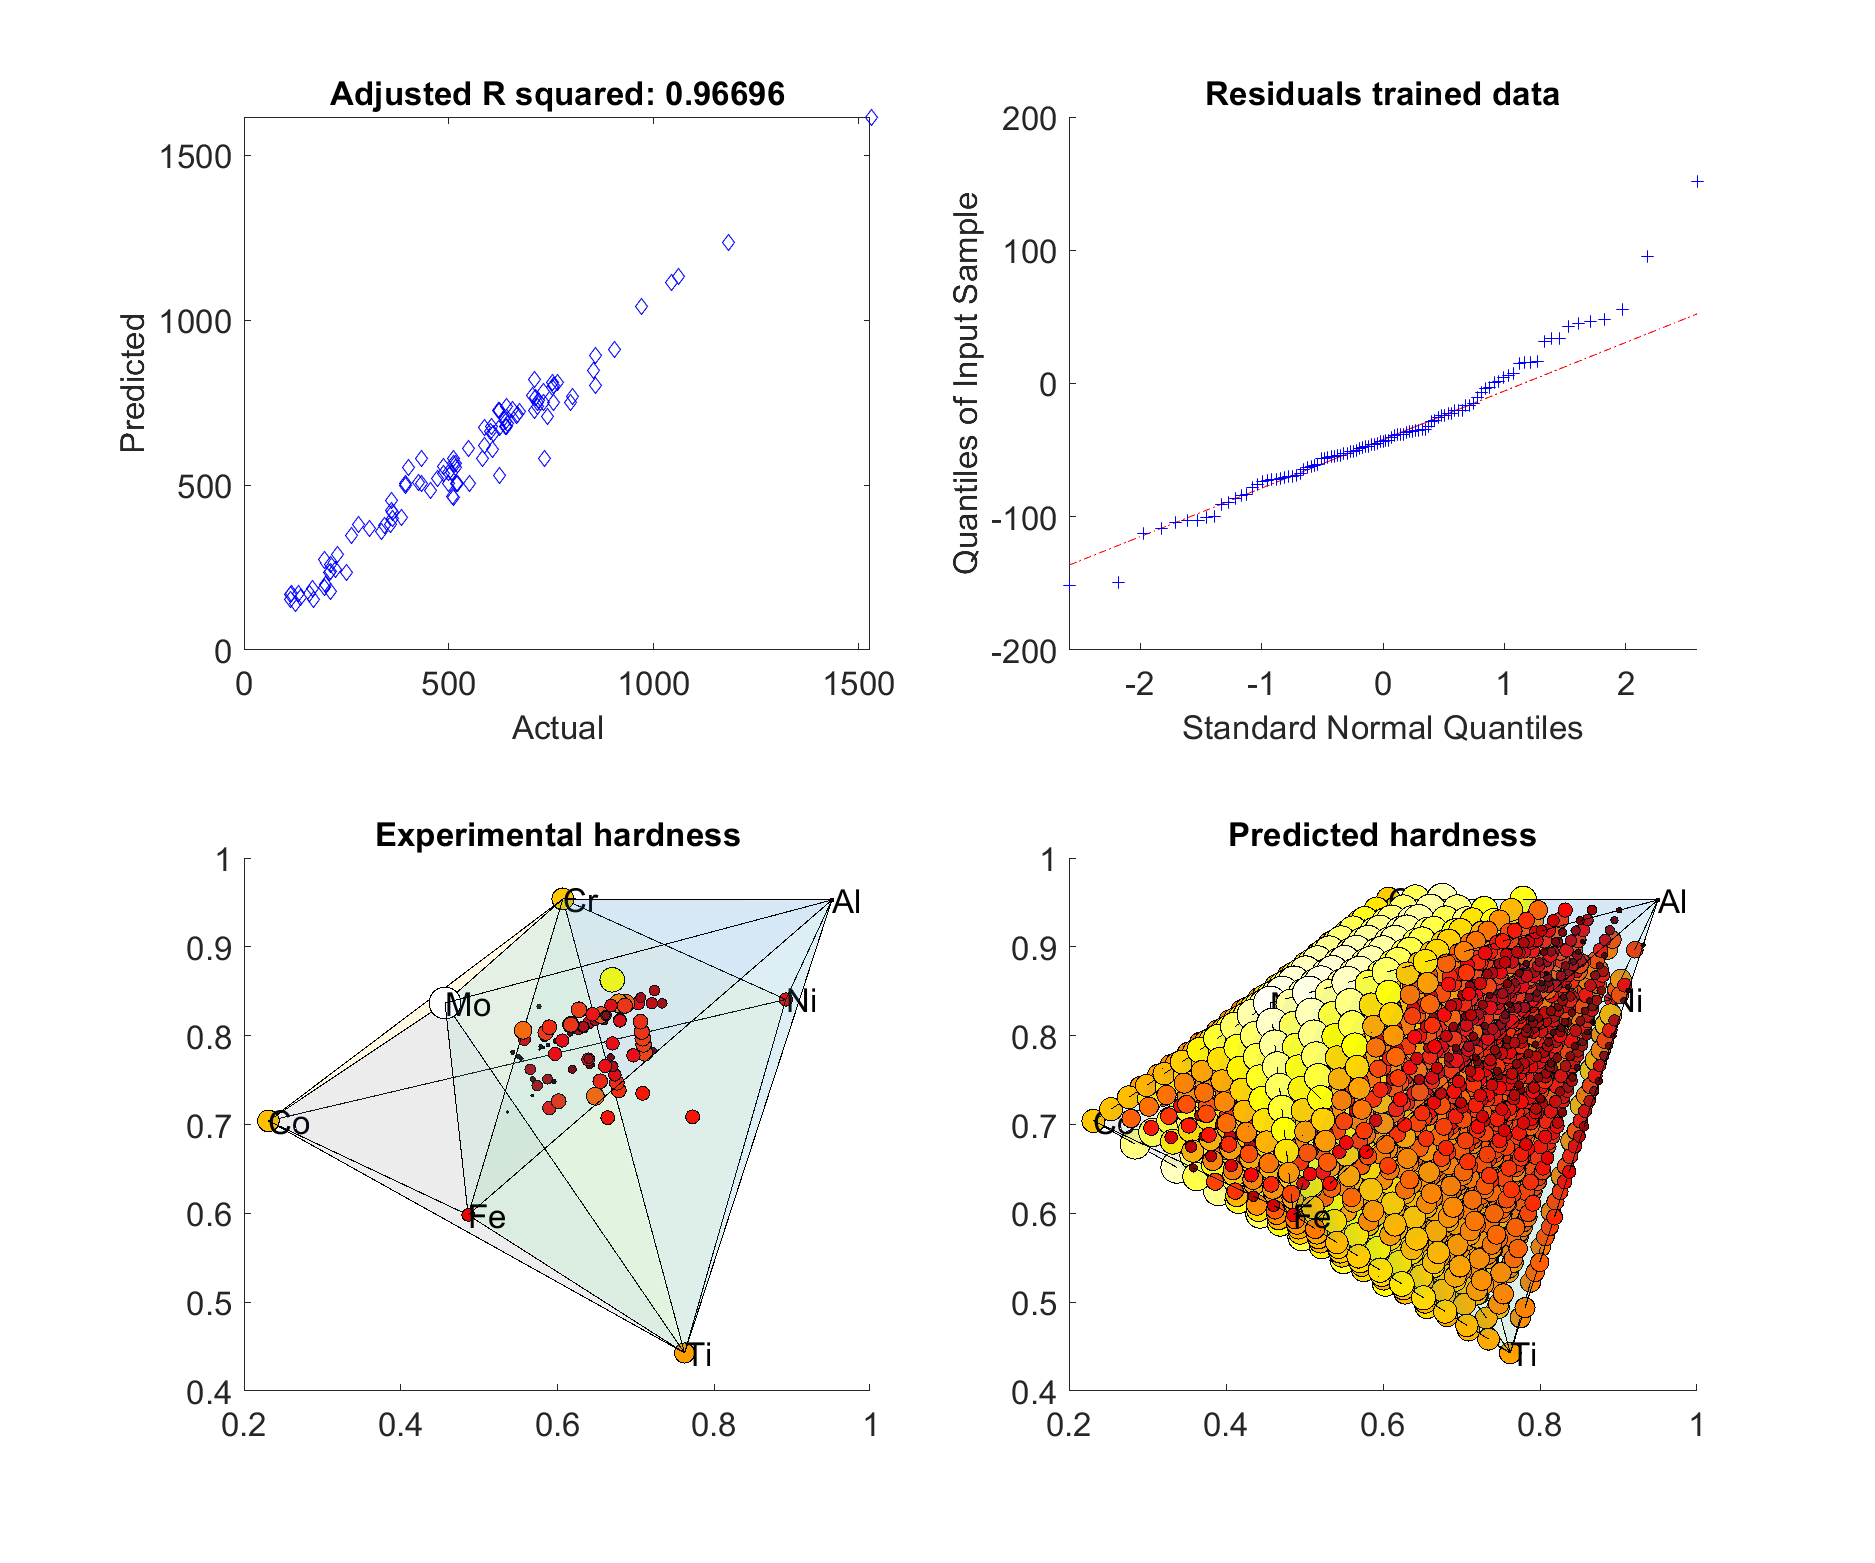 Adjusted R squared: 0.96696
1500
1000
500
0
0 500 1000 1500
Predicted
Actual
Residuals trained data
200
100
0
-100
-200
-2 -1 0 1 2
Quantiles of Input Sample
Standard Normal Quantiles
Experimental hardness
1
0.9
0.8
0.7
0.6
0.5
0.4
0.2 0.4 0.6 0.8 1
Cr
Al
Mo
Ni
Co
Fe
Ti
Predicted hardness
1
0.9
0.8
0.7
0.6
0.5
0.4
0.2 0.4 0.6 0.8 1
Al
Fe
Ti